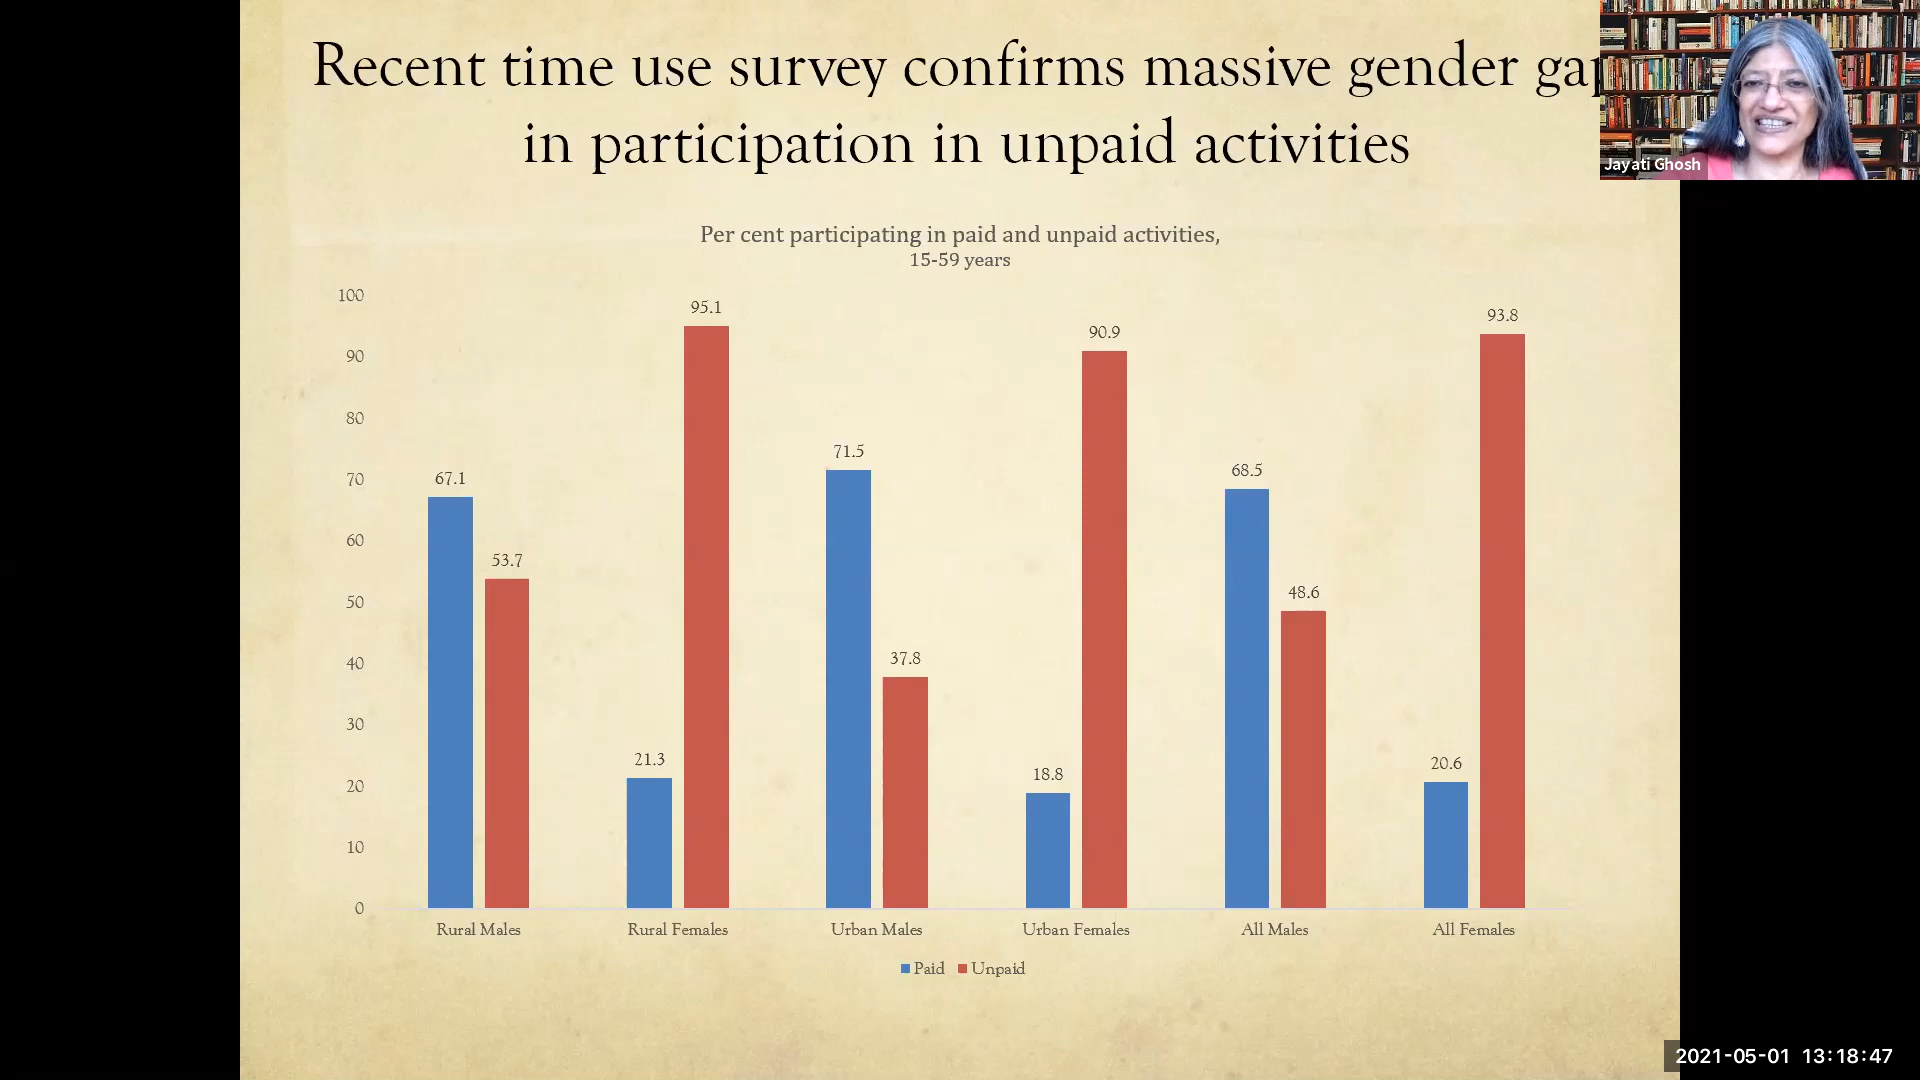 Recent time use survey confirms massive gender
in participation in unpaid activities
Jayati Ghosh
Per cent participating in paid and unpaid activities,
15-59 years
100
90
80
70
60
50
40
30
20
10
0
67.1
53.7
21.3
95.1
71.5
37.8
18.8
90.9
68.5
48.6
20.6
93.8
Rural Males
Rural Females
Urban Males
Urban Females
All Males
All Females
Paid
Unpaid
2021-05-01 13:18:47